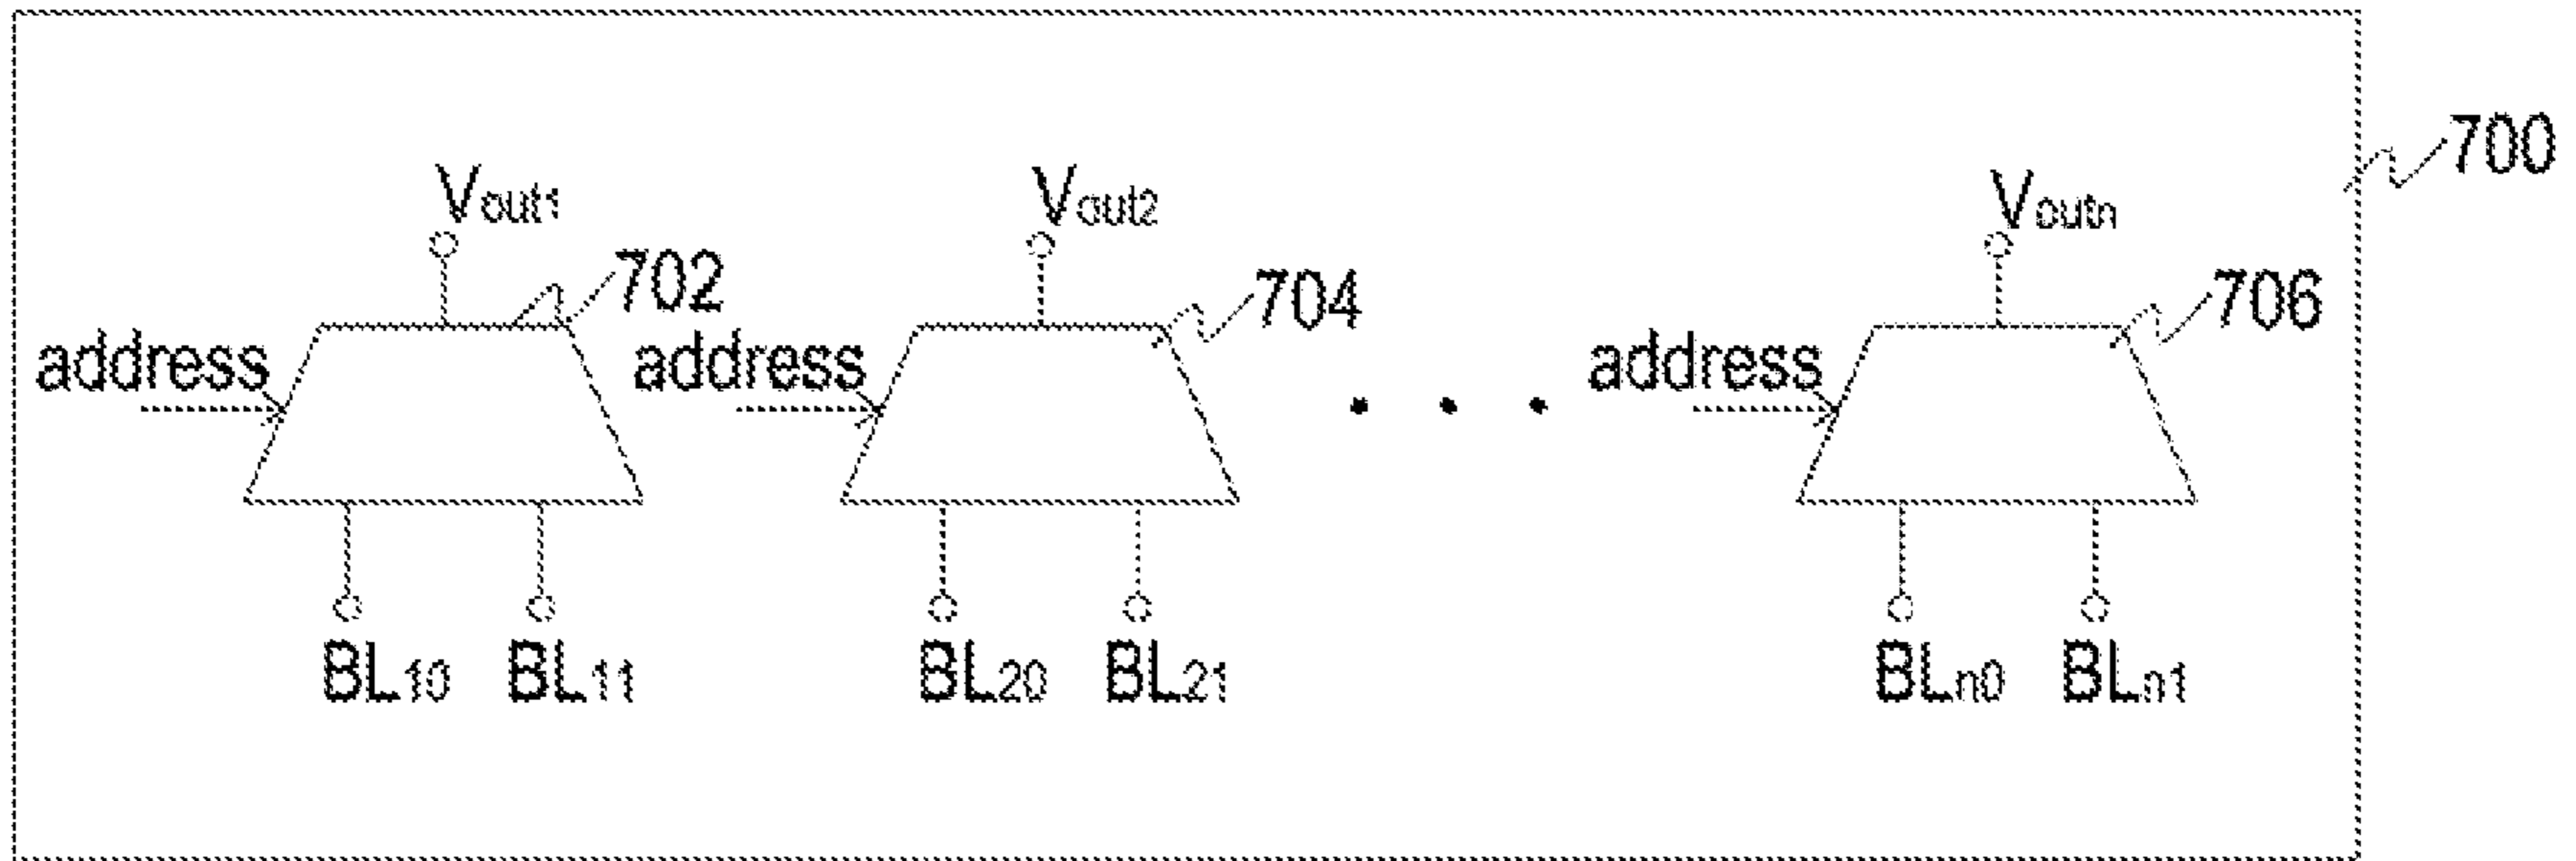 700
Vout1 Vout2 Voutn
702 704 706
address address address
BL10 BL11 BL20 BL21 BLn0 BLn1